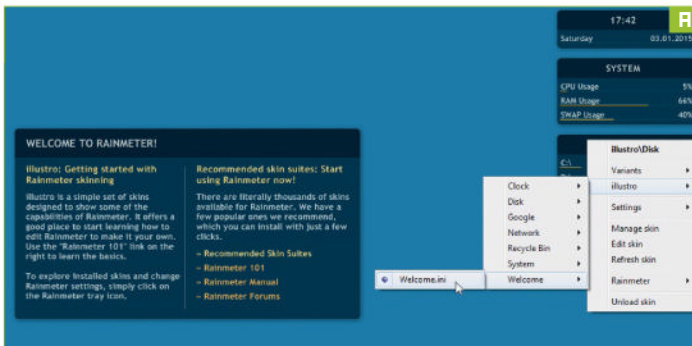 A
17:42
Saturday 03.01.2015
SYSTEM
CPU Usage 5%
RAM Usage 66%
SWAP Usage 40%
C:\
WELCOME TO RAINMETER!
illustro: Getting started with
Rainmeter skinning
illustro is a simple set of skins
designed to show some of the
capabilities of Rainmeter. It offers a
good place to start learning how to
edit Rainmeter to make it your own.
Use the "Rainmeter 101" link on the
right to learn the basics.
To explore installed skins and change
Rainmeter settings, simply click on
the Rainmeter tray icon.
Recommended skin suites: Start
using Rainmeter now!
There are literally thousands of skins
available for Rainmeter. We have a
few popular ones we recommend,
which you can install with just a few
clicks.
~ Recommended Skin Suites
~ Rainmeter 101
~ Rainmeter Manual
~ Rainmeter Forums
Welcome.ini
Clock
Disk
Google
Network
Recycle Bin
System
Welcome
illustro\Disk
Variants
illustro
Settings
Manage skin
Edit skin
Refresh skin
Rainmeter
Unload skin